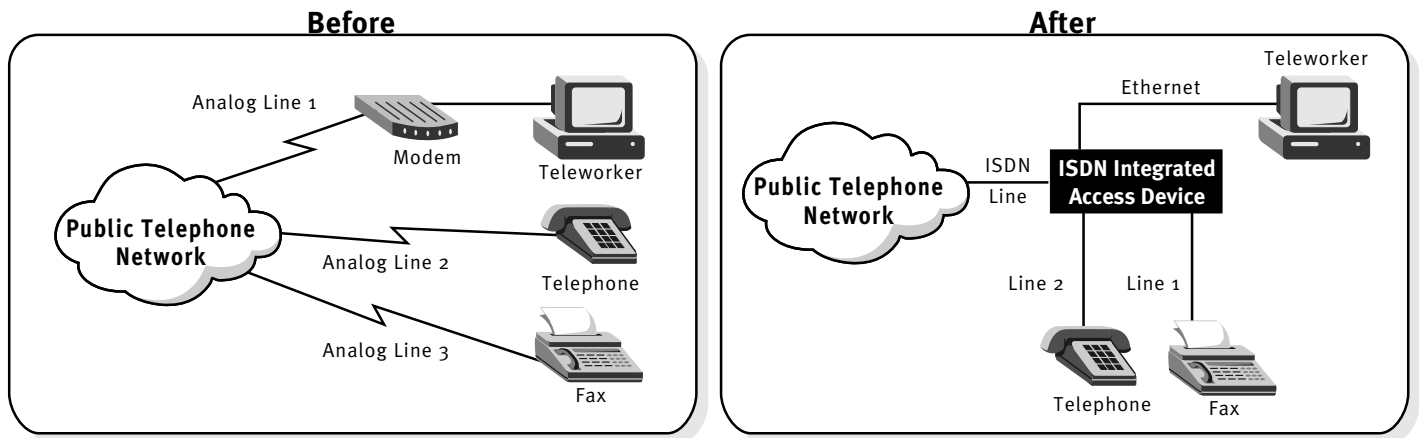 Before
Analog Line 1
Modem
Teleworker
Public Telephone
Network
Analog Line 2
Telephone
Analog Line 3
Fax
After
Teleworker
Ethernet
ISDN
Line
ISDN Integrated
Access Device
Public Telephone
Network
Line 2
Line 1
Telephone
Fax